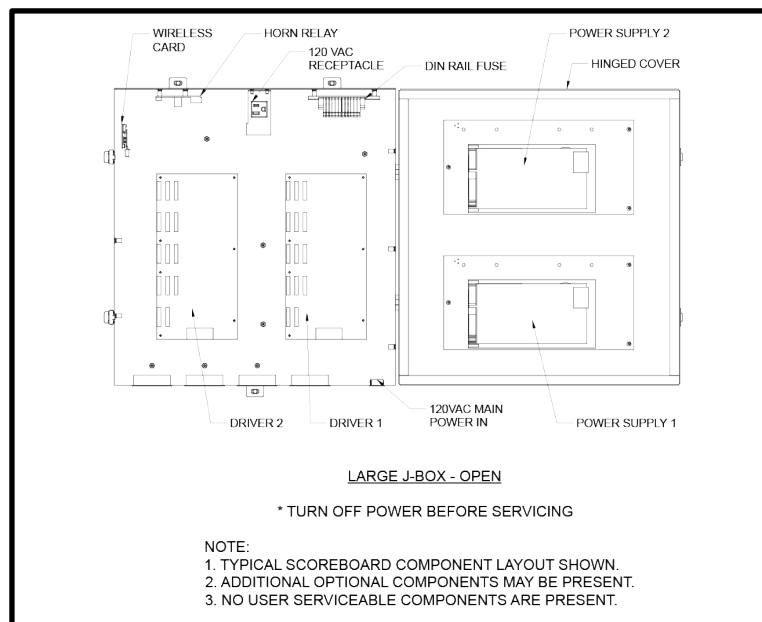 WIRELESS
CARD
HORN RELAY
120 VAC
RECEPTACLE
DIN RAIL FUSE
POWER SUPPLY 2
HINGED COVER
DRIVER 2
DRIVER 1
120VAC MAIN
POWER IN
POWER SUPPLY 1
LARGE J-BOX - OPEN
* TURN OFF POWER BEFORE SERVICING
NOTE:
1. TYPICAL SCOREBOARD COMPONENT LAYOUT SHOWN.
2. ADDITIONAL OPTIONAL COMPONENTS MAY BE PRESENT.
3. NO USER SERVICEABLE COMPONENTS ARE PRESENT.